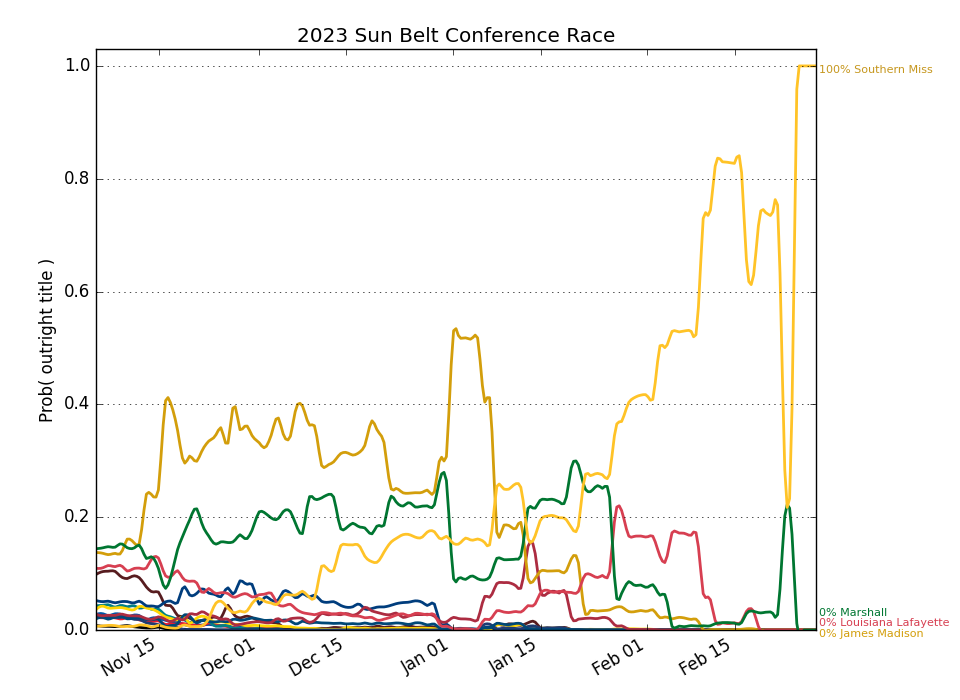 2023 Sun Belt Conference Race
Prob( outright title )
1.0
0.8
0.6
0.4
0.2
0.0
Nov 15
Dec 01
Dec 15
Jan 01
Jan 15
Feb 01
Feb 15
100% Southern Miss
0% Marshall
0% Louisiana Lafayette
0% James Madison